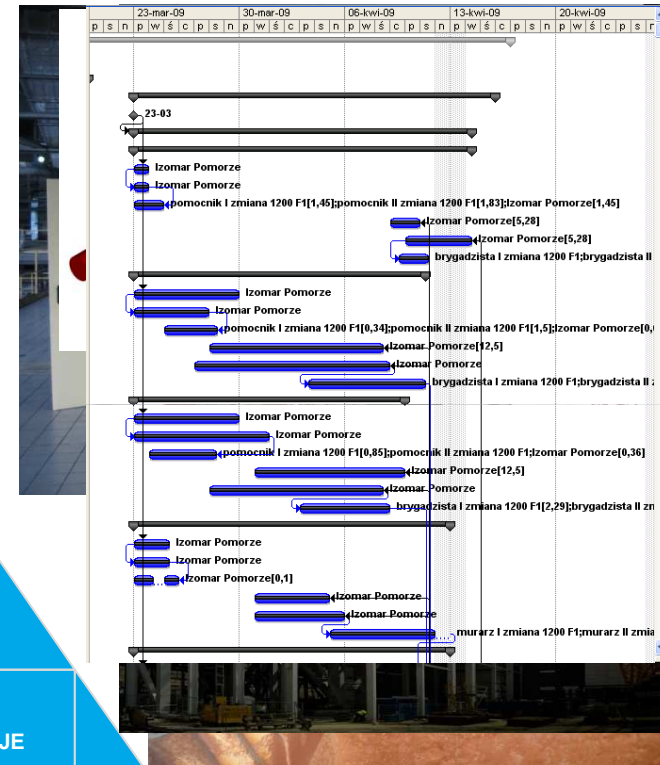 23-mar-09 30-mar-09 06-kwi-09 13-kwi-09 20-kwi-09
p s n p w ś c p s n p w ś c p s n p w ś c p s n p w ś c p s n p w ś c p s n
23-03
Izomar Pomorze
Izomar Pomorze
pomocnik I zmiana 1200 F1[1,45];pomocnik II zmiana 1200 F1[1,83];Izomar Pomorze[1,45]
Izomar Pomorze[5,28]
Izomar Pomorze[5,28]
brygadzista I zmiana 1200 F1;brygadzista II
Izomar Pomorze
Izomar Pomorze
pomocnik I zmiana 1200 F1[0,34];pomocnik II zmiana 1200 F1[1,5];Izomar Pomorze[0,
Izomar Pomorze[12,5]
Izomar Pomorze
brygadzista I zmiana 1200 F1;brygadzista II
Izomar Pomorze
Izomar Pomorze
pomocnik I zmiana 1200 F1[0,85];pomocnik II zmiana 1200 F1;Izomar Pomorze[0,36]
Izomar Pomorze[12,5]
Izomar Pomorze
brygadzista I zmiana 1200 F1[2,29];brygadzista II zn
Izomar Pomorze
Izomar Pomorze
Izomar Pomorze[0,1]
Izomar Pomorze
Izomar Pomorze
murarz I zmiana 1200 F1;murarz II zmia
JE